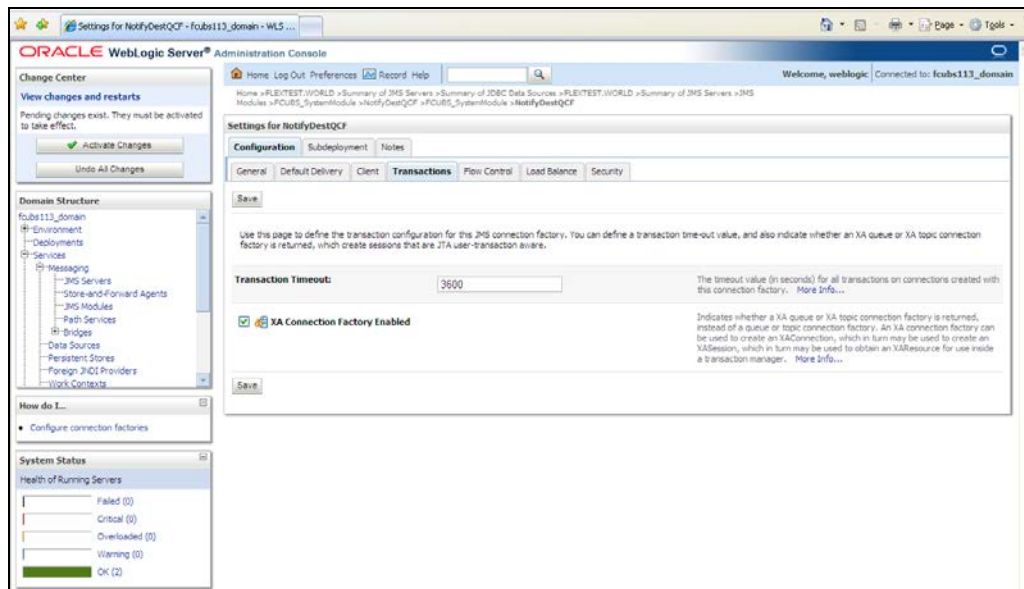 Settings for NotifyDestQCF - fcubs113_domain - WLS ...
Page
Tools
ORACLE WebLogic Server® Administration Console
Change Center
View changes and restarts
Pending changes exist. They must be activated
to take effect.
Activate Changes
Undo All Changes
Domain Structure
fcubs113_domain
Environment
Deployments
Services
Messaging
JMS Servers
Store-and-Forward Agents
JMS Modules
Path Services
Bridges
Data Sources
Persistent Stores
Foreign JNDI Providers
Work Contexts
How do I...
Configure connection factories
System Status
Health of Running Servers
Failed (0)
Critical (0)
Overloaded (0)
Warning (0)
OK (2)
Home Log Out Preferences Record Help
Welcome, weblogic Connected to: fcubs113_domain
Home >FLEXTEST.WORLD >Summary of JMS Servers >Summary of JDBC Data Sources >FLEXTEST.WORLD >Summary of JMS Servers >JMS
Modules >FCUBS_SystemModule >NotifyDestQCF >FCUBS_SystemModule >NotifyDestQCF
Settings for NotifyDestQCF
Configuration Subdeployment Notes
General Default Delivery Client Transactions Flow Control Load Balance Security
Save
Use this page to define the transaction configuration for this JMS connection factory. You can define a transaction time-out value, and also indicate whether an XA queue or XA topic connection
factory is returned, which create sessions that are JTA user-transaction aware.
Transaction Timeout:
3600
The timeout value (in seconds) for all transactions on connections created with
this connection factory. More Info...
XA Connection Factory Enabled
Indicates whether a XA queue or XA topic connection factory is returned,
instead of a queue or topic connection factory. An XA connection factory can
be used to create an XAConnection, which in turn may be used to create an
XASession, which in turn may be used to obtain an XAResource for use inside
a transaction manager. More Info...
Save